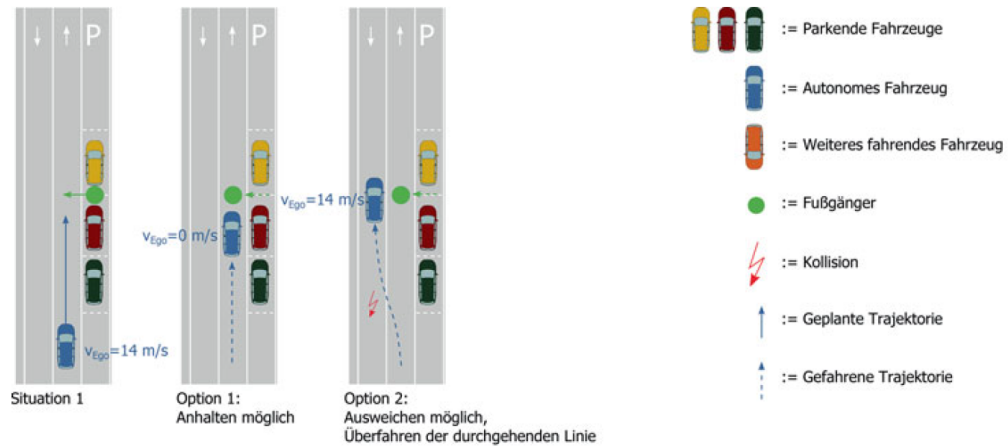 P
P
P
v_Ego=14 m/s
v_Ego=0 m/s
v_Ego=14 m/s
Situation 1
Option 1:
Anhalten möglich
Option 2:
Ausweichen möglich,
Überfahren der durchgehenden Linie
:= Parkende Fahrzeuge
:= Autonomes Fahrzeug
:= Weiteres fahrendes Fahrzeug
:= Fußgänger
:= Kollision
:= Geplante Trajektorie
:= Gefahrene Trajektorie